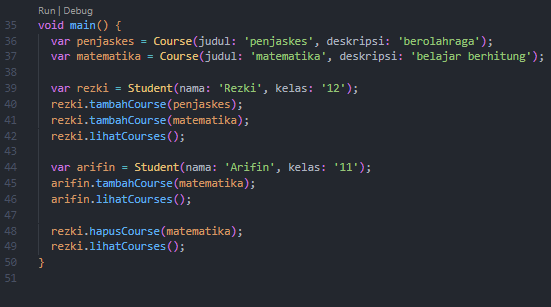 Run | Debug
35 void main() {
36 var penjaskes = Course(judul: 'penjaskes', deskripsi: 'berolahraga');
37 var matematika = Course(judul: 'matematika', deskripsi: 'belajar berhitung');
38
39 var rezki = Student(nama: 'Rezki', kelas: '12');
40 rezki.tambahCourse(penjaskes);
41 rezki.tambahCourse(matematika);
42 rezki.lihatCourses();
43
44 var arifin = Student(nama: 'Arifin', kelas: '11');
45 arifin.tambahCourse(matematika);
46 arifin.lihatCourses();
47
48 rezki.hapusCourse(matematika);
49 rezki.lihatCourses();
50 }
51